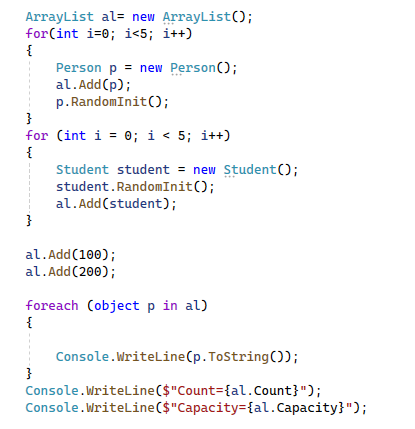 ArrayList al= new ArrayList();
for(int i=0; i<5; i++)
{
    Person p = new Person();
    al.Add(p);
    p.RandomInit();
}
for (int i = 0; i < 5; i++)
{
    Student student = new Student();
    student.RandomInit();
    al.Add(student);
}

al.Add(100);
al.Add(200);

foreach (object p in al)
{

    Console.WriteLine(p.ToString());
}
Console.WriteLine($"Count={al.Count}");
Console.WriteLine($"Capacity={al.Capacity}");